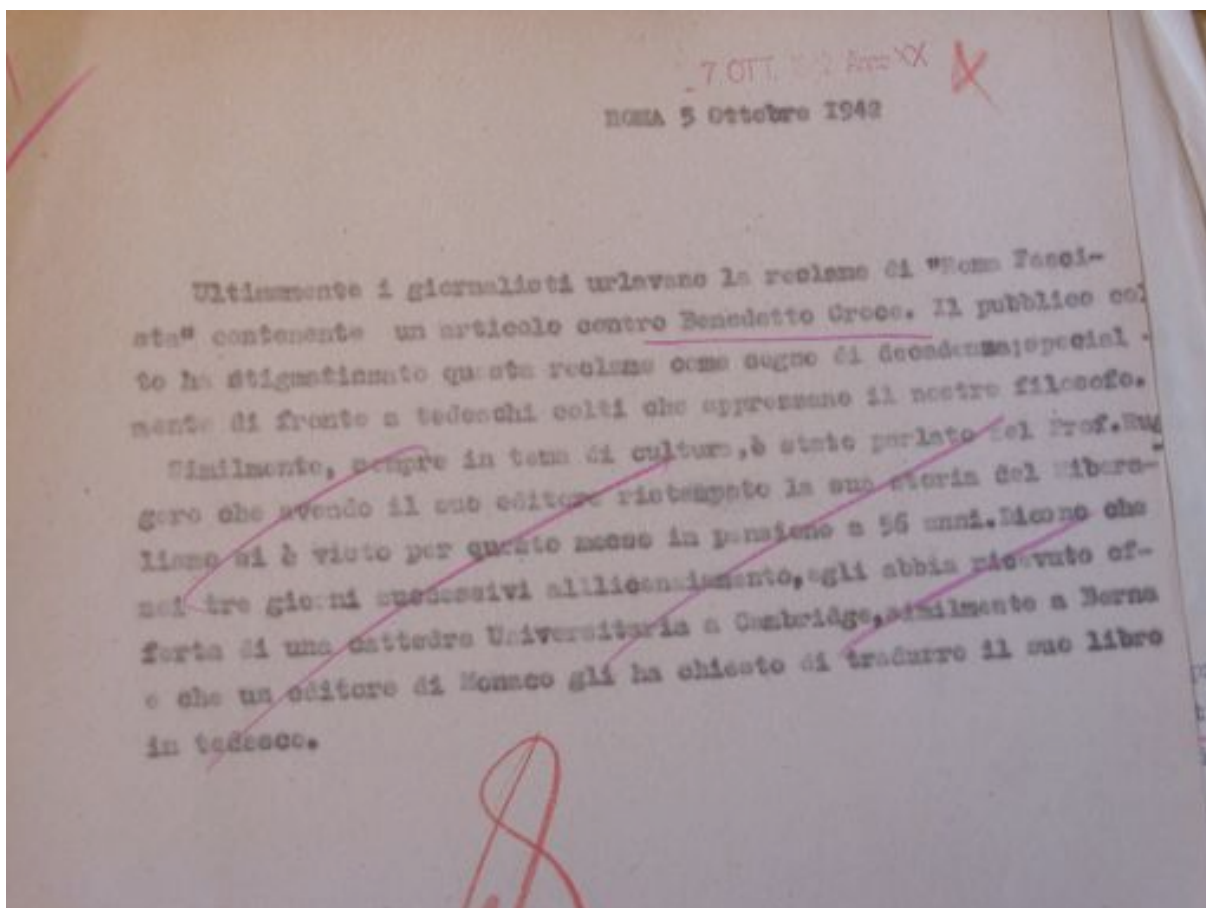 7 OTT. Anno XX
ROMA 5 Ottobre 1942
Ultimamente i giornalisti urlavano la reclame di "Roma Fasci-
sta" contenente un articolo contro Benedetto Croce. Il pubblico col
to ha stigmatizzato questa reclame come segno di decadenza;special -
mente di fronte a tedeschi colti che apprezzano il nostro filosofo.
Similmente, sempre in tema di cultura,è stato parlato del Prof.Rug
gero che avendo il suo editore ristampato la sua storia del Libera-
lismo si è visto per questo messo in pensione a 56 anni.Dicono che
nei tre giorni successivi alllicenziamento,egli abbia ricevuto of-
ferta di una cattedra Universitaria a Cambridge,similmente a Berna
e che un editore di Monaco gli ha chiesto di tradurre il suo libro
in tedesco.